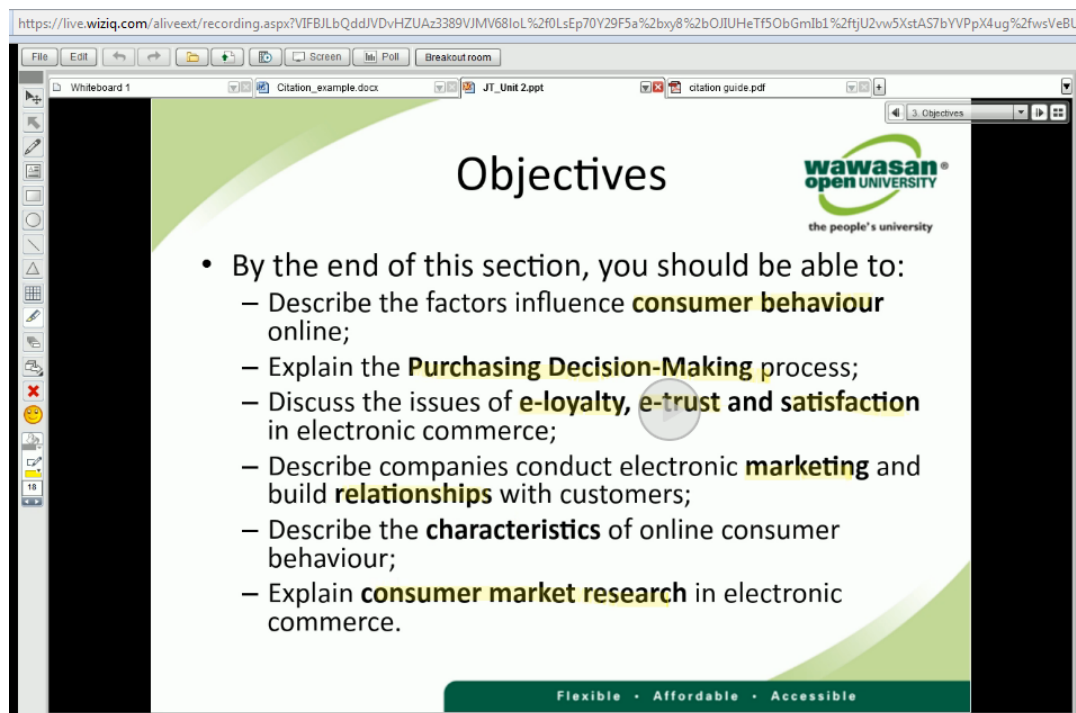 https://live.wiziq.com/aliveext/recording.aspx?VIFBJLbQddJVDvHZUAz3389VJMV68IoL%2f0LsEp70Y29F5a%2bxy8%2bOJIUHeTf5ObGmIb1%2ftjU2vw5XstAS7bYVPpX4ug%2fwsVeBU
File Edit Screen Poll Breakout room
Whiteboard 1 Citation_example.docx JT_Unit 2.ppt citation guide.pdf
3. Objectives
Objectives
wawasan®
open UNIVERSITY
the people's university
• By the end of this section, you should be able to:
– Describe the factors influence consumer behaviour
online;
– Explain the Purchasing Decision-Making process;
– Discuss the issues of e-loyalty, e-trust and satisfaction
in electronic commerce;
– Describe companies conduct electronic marketing and
build relationships with customers;
– Describe the characteristics of online consumer
behaviour;
– Explain consumer market research in electronic
commerce.
18
Flexible • Affordable • Accessible